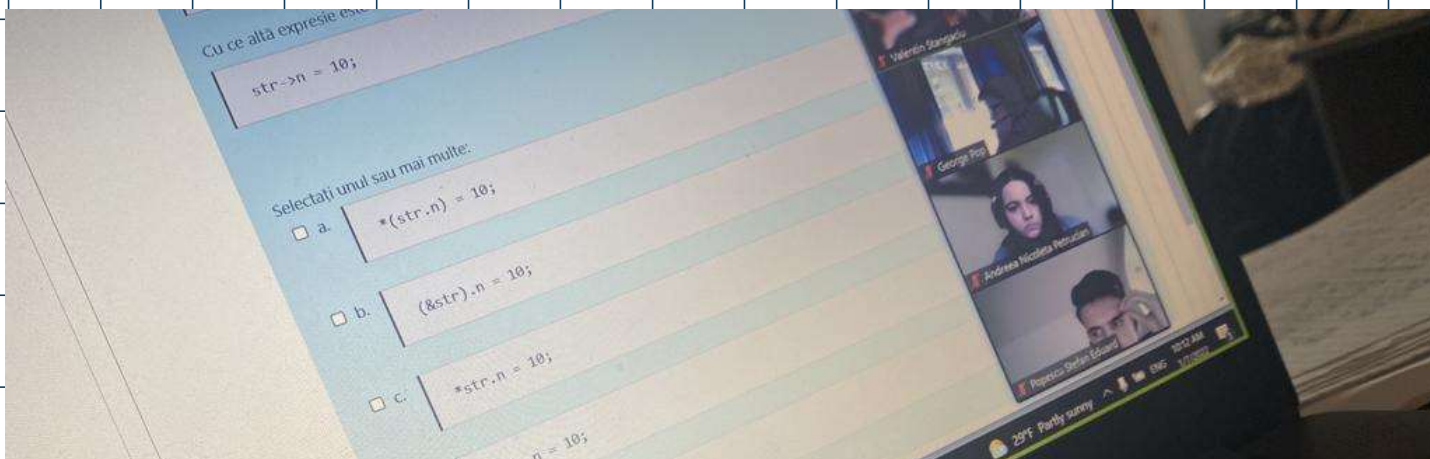 Cu ce altă expresie
str->n = 10;
Selectați unul sau mai multe:
a.
*(str.n) = 10;
b.
(&str).n = 10;
c.
*str.n = 10;
n = 10;
Valentin Stangaciu
George Pop
Andreea Nicoleta Petrucian
Popescu Stefan Eduard
29°F Partly sunny
ENG
10:12 AM